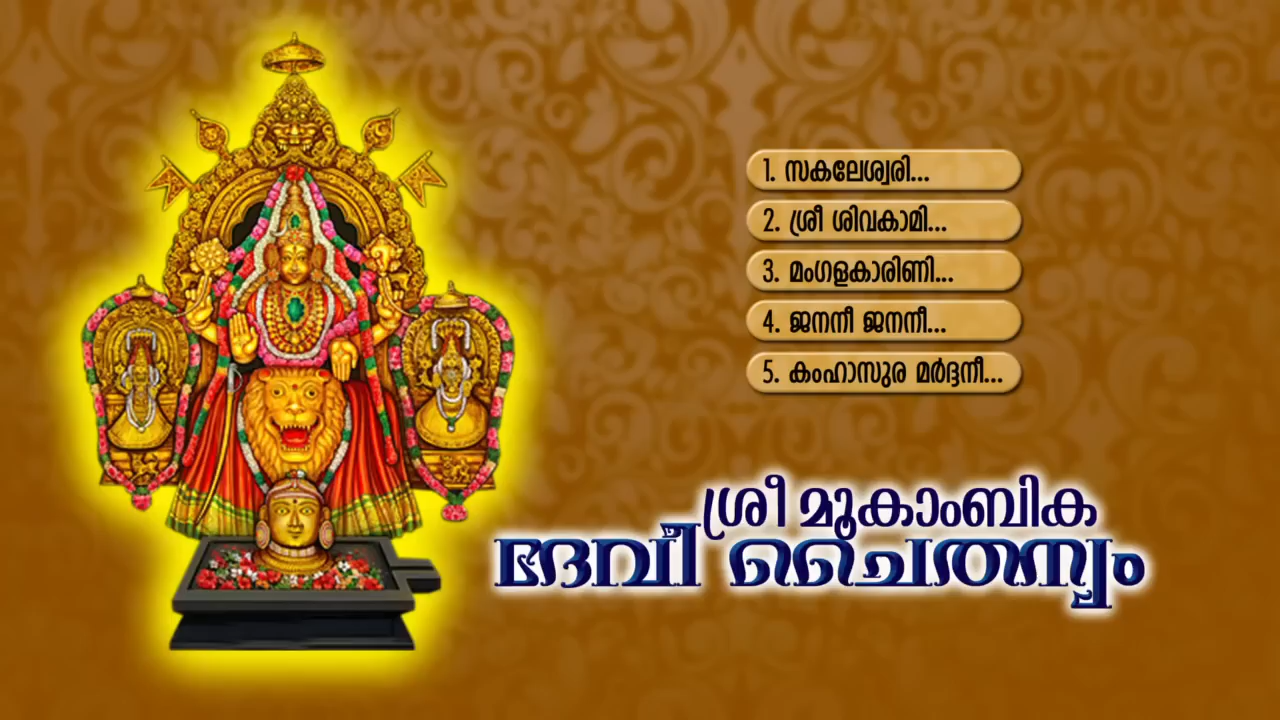 1. സകലേശ്വരി...
2. ശ്രീ ശിവകാമി...
3. മംഗളകാരിണി...
4. ജനനീ ജനനീ...
5. കംഹാസുര മർദ്ദനീ...
ശ്രീ മൂകാംബിക
ദേവീ ചൈതന്യം